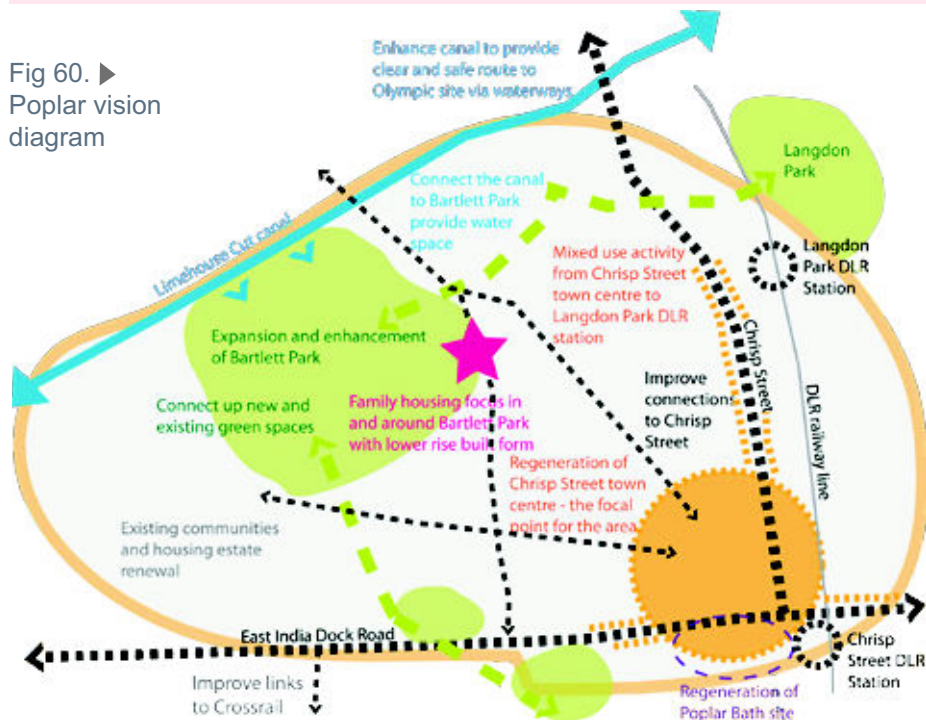 Fig 60. ▶
Poplar vision
diagram
Enhance canal to provide
clear and safe route to
Olympic site via waterways
Langdon
Park
Connect the canal
to Bartlett Park
provide water
space
Limehouse Cut canal
Mixed use activity
from Chrisp Street
town centre to
Langdon Park DLR
station
Langdon
Park DLR
Station
Expansion and enhancement
of Bartlett Park
Chrisp Street
Improve
connections
to Chrisp
Street
DLR railway line
Connect up new and
existing green spaces
Family housing focus in
and around Bartlett Park
with lower rise built form
Regeneration of
Chrisp Street town
centre - the focal
point for the area
Existing communities
and housing estate
renewal
East India Dock Road
Chrisp
Street DLR
Station
Improve links
to Crossrail
Regeneration of
Poplar Bath site